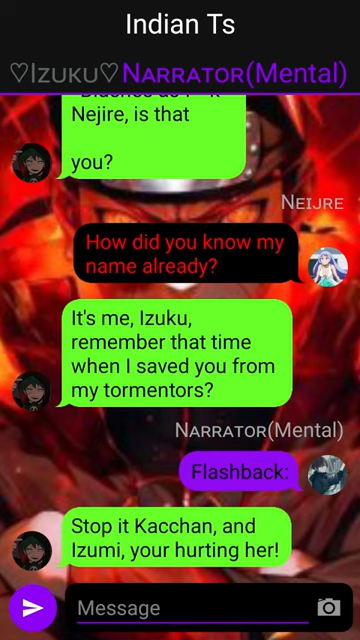 Indian Ts
♡Izuku♡ Narrator(Mental)
Nejire, is that
you?
Neijre
How did you know my
name already?
It's me, Izuku,
remember that time
when I saved you from
my tormentors?
Narrator(Mental)
Flashback:
Stop it Kacchan, and
Izumi, your hurting her!
Message